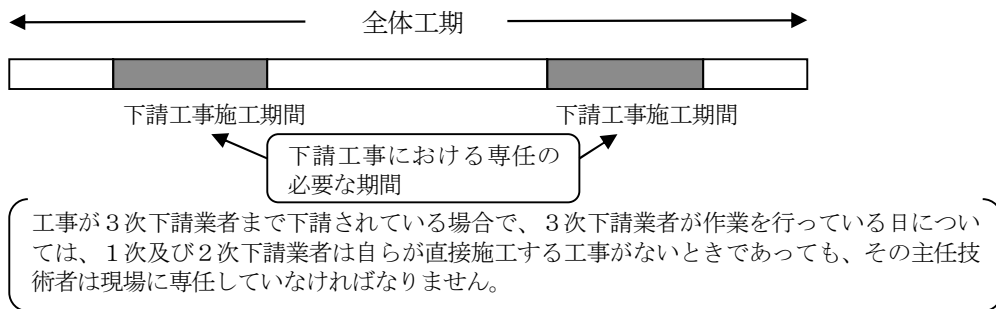 全体工期
下請工事施工期間
下請工事施工期間
下請工事における専任の
必要な期間
工事が３次下請業者まで下請されている場合で、３次下請業者が作業を行っている日につい
ては、１次及び２次下請業者は自らが直接施工する工事がないときであっても、その主任技
術者は現場に専任していなければなりません。